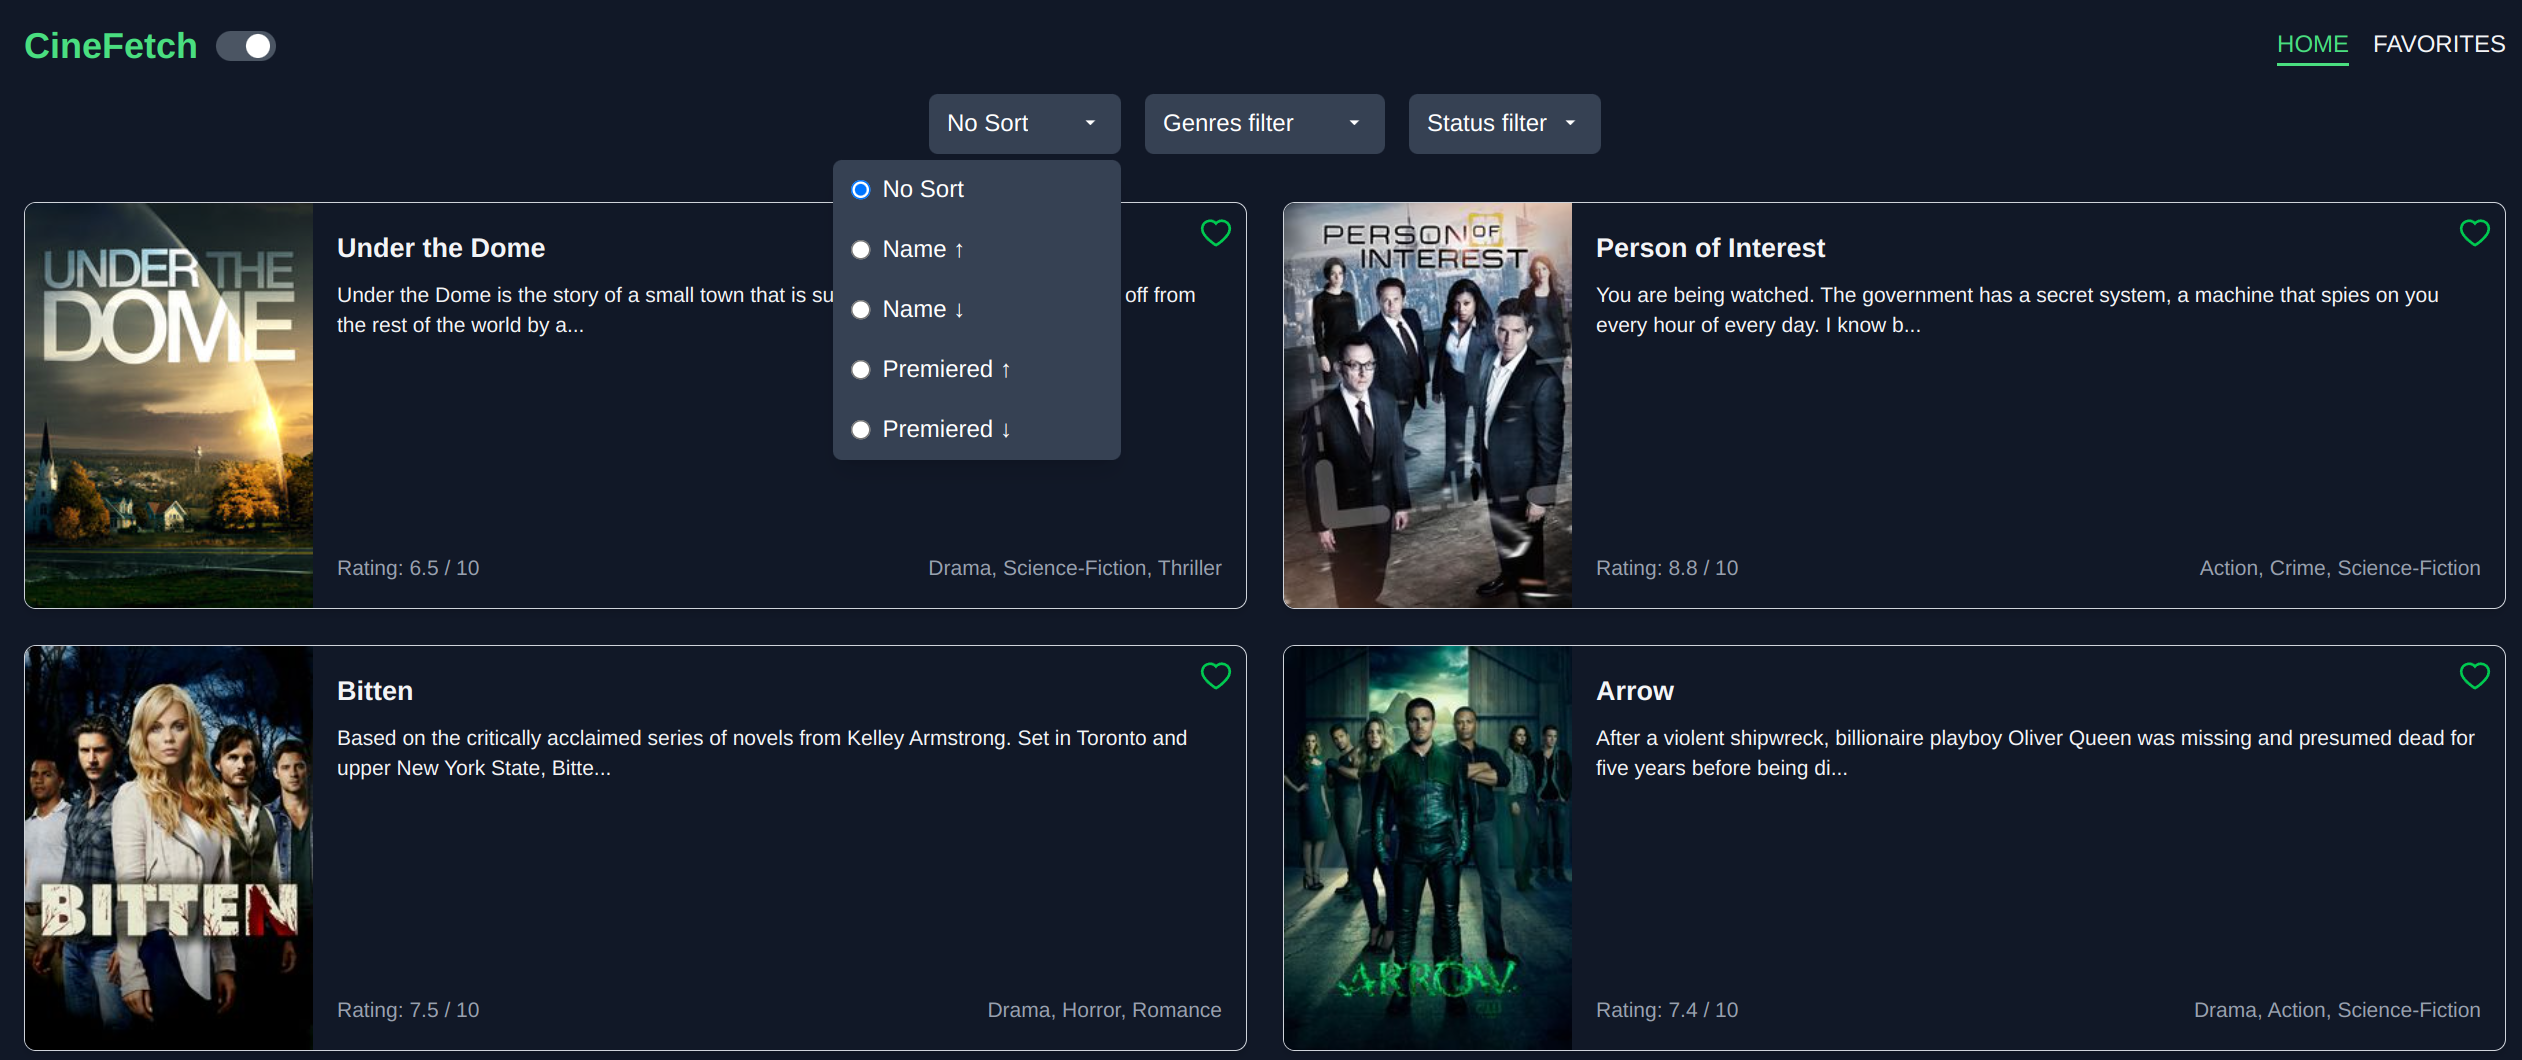 CineFetch
HOME
FAVORITES
No Sort
Genres filter
Status filter
No Sort
Name ↑
Name ↓
Premiered ↑
Premiered ↓
UNDER THE
DOME
Under the Dome
Under the Dome is the story of a small town that is su
off from
the rest of the world by a...
Rating: 6.5 / 10
Drama, Science-Fiction, Thriller
PERSON OF
INTEREST
Person of Interest
You are being watched. The government has a secret system, a machine that spies on you
every hour of every day. I know b...
Rating: 8.8 / 10
Action, Crime, Science-Fiction
BITTEN
Bitten
Based on the critically acclaimed series of novels from Kelley Armstrong. Set in Toronto and
upper New York State, Bitte...
Rating: 7.5 / 10
Drama, Horror, Romance
ARROW
Arrow
After a violent shipwreck, billionaire playboy Oliver Queen was missing and presumed dead for
five years before being di...
Rating: 7.4 / 10
Drama, Action, Science-Fiction